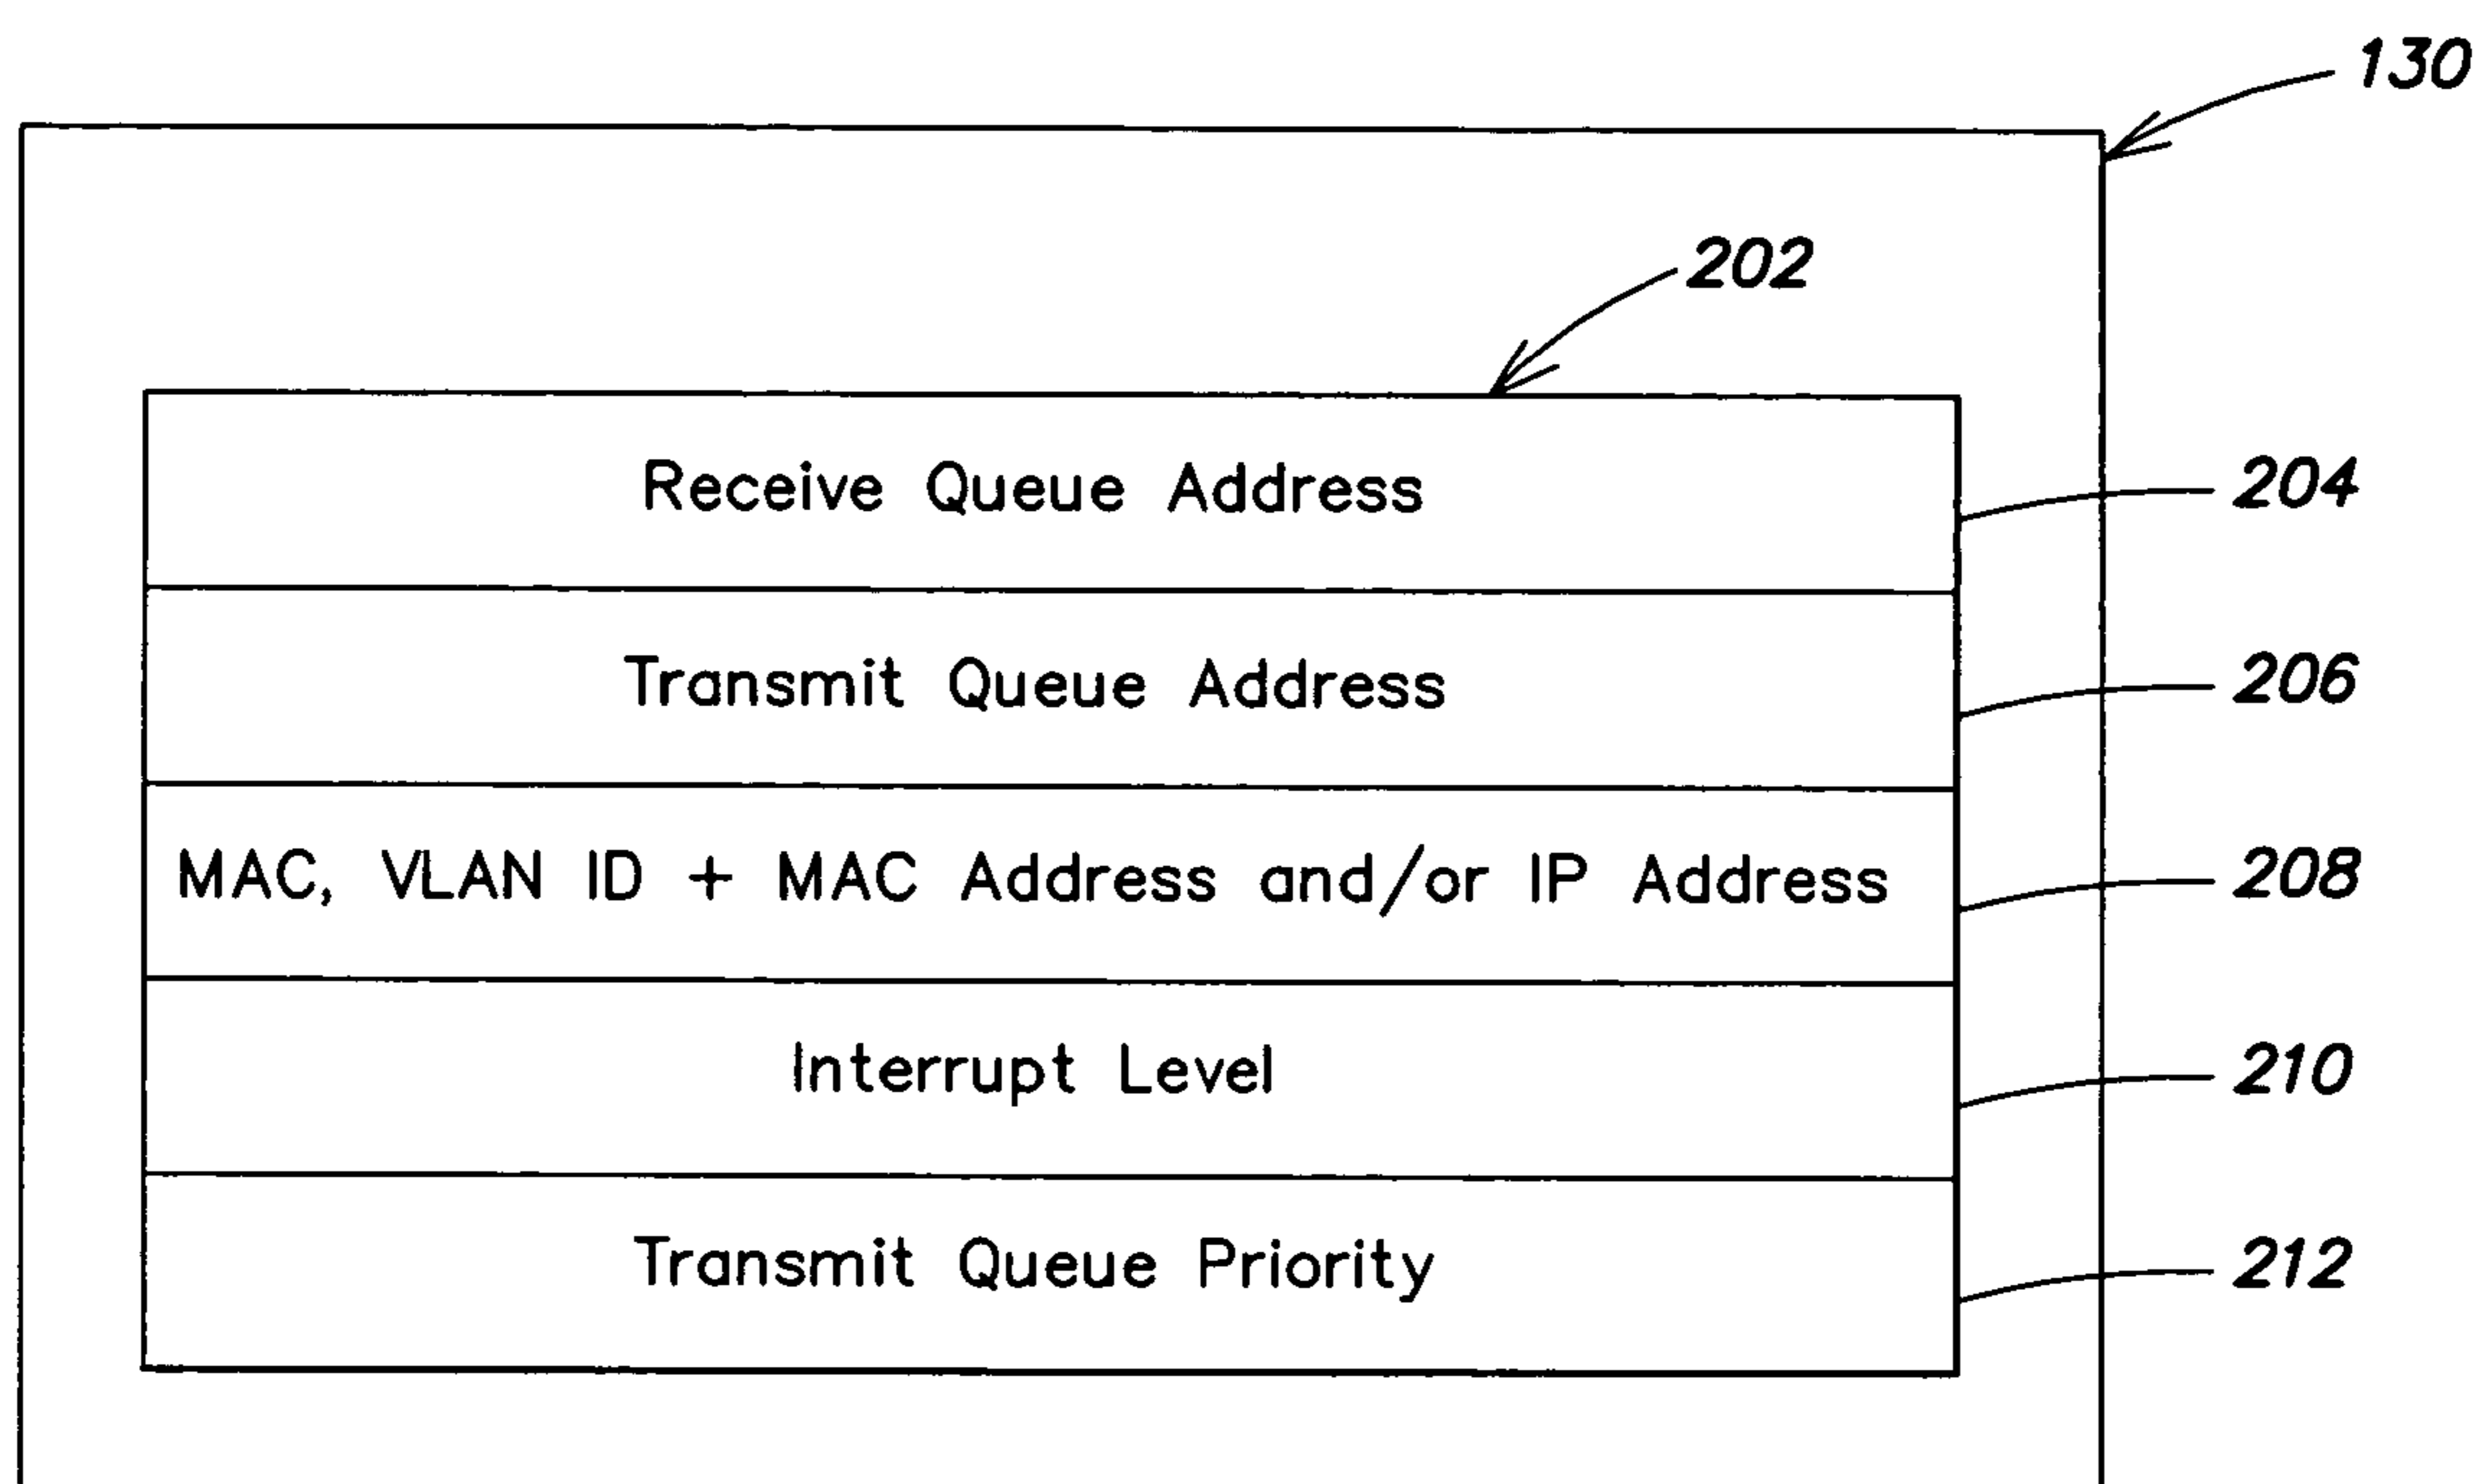 130
202
Receive Queue Address 204
Transmit Queue Address 206
MAC, VLAN ID + MAC Address and/or IP Address 208
Interrupt Level 210
Transmit Queue Priority 212